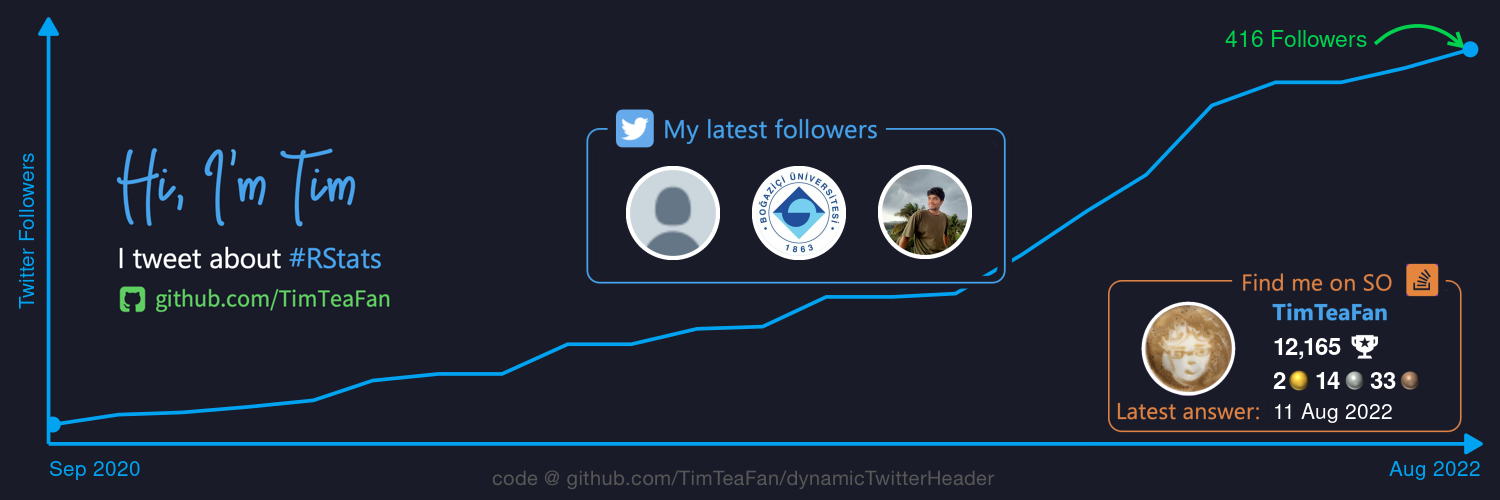 416 Followers
My latest followers
Twitter Followers
Hi, I'm Tim
I tweet about #RStats
github.com/TimTeaFan
BOĞAZİÇİ ÜNİVERSİTESİ
1863
Find me on SO
TimTeaFan
12,165
2 14 33
Latest answer: 11 Aug 2022
Sep 2020
Aug 2022
code @ github.com/TimTeaFan/dynamicTwitterHeader